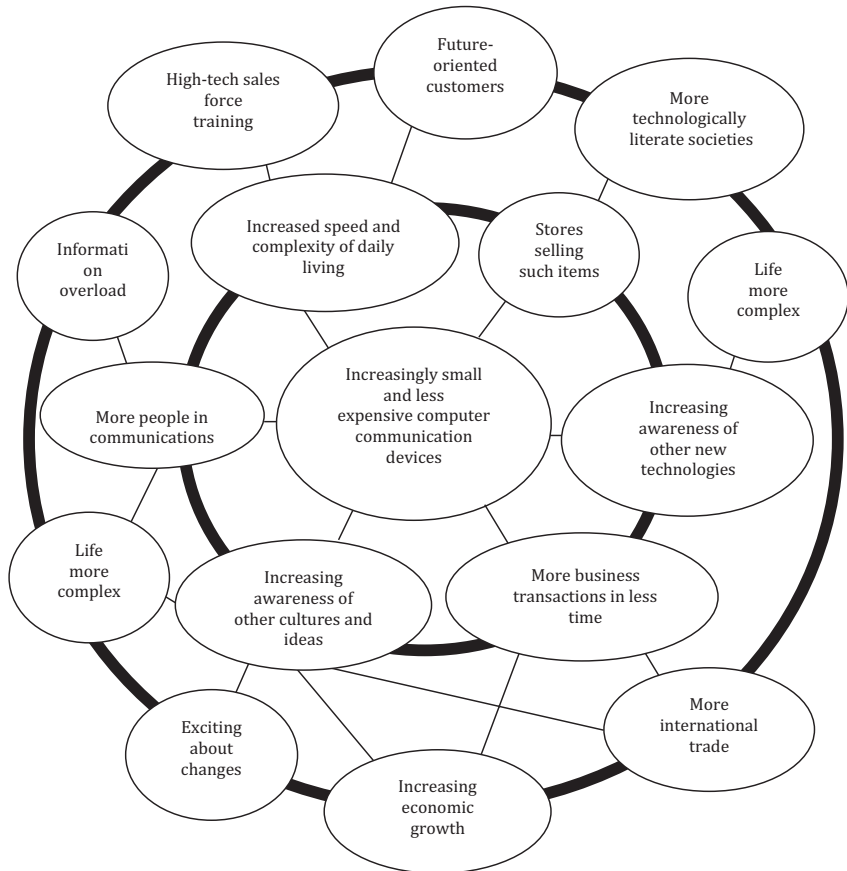 Future-
oriented
customers
High-tech sales
force
training
More
technologically
literate societies
Increased speed and
complexity of daily
living
Stores
selling
such items
Informati
on
overload
Life
more
complex
Increasingly small
and less
expensive computer
communication
devices
More people in
communications
Increasing
awareness of
other new
technologies
Life
more
complex
Increasing
awareness of
other cultures and
ideas
More business
transactions in less
time
Exciting
about
changes
More
international
trade
Increasing
economic
growth